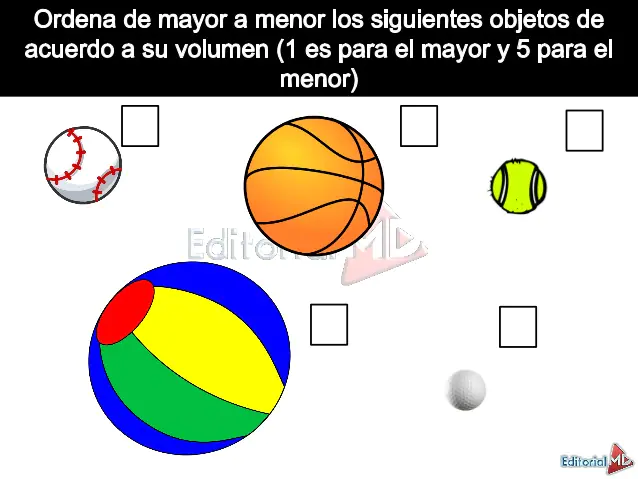 Ordena de mayor a menor los siguientes objetos de
acuerdo a su volumen (1 es para el mayor y 5 para el
menor)
Editorial MD
Editorial MD